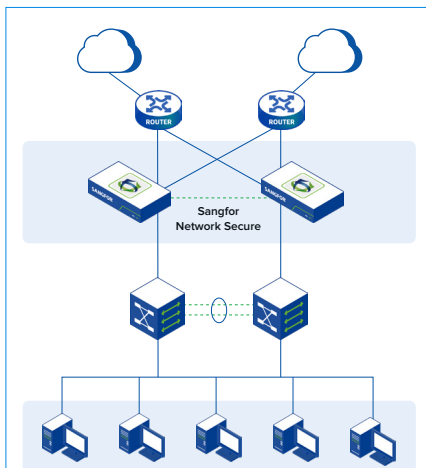 ROUTER
ROUTER
SANGFOR
SANGFOR
Sangfor
Network Secure